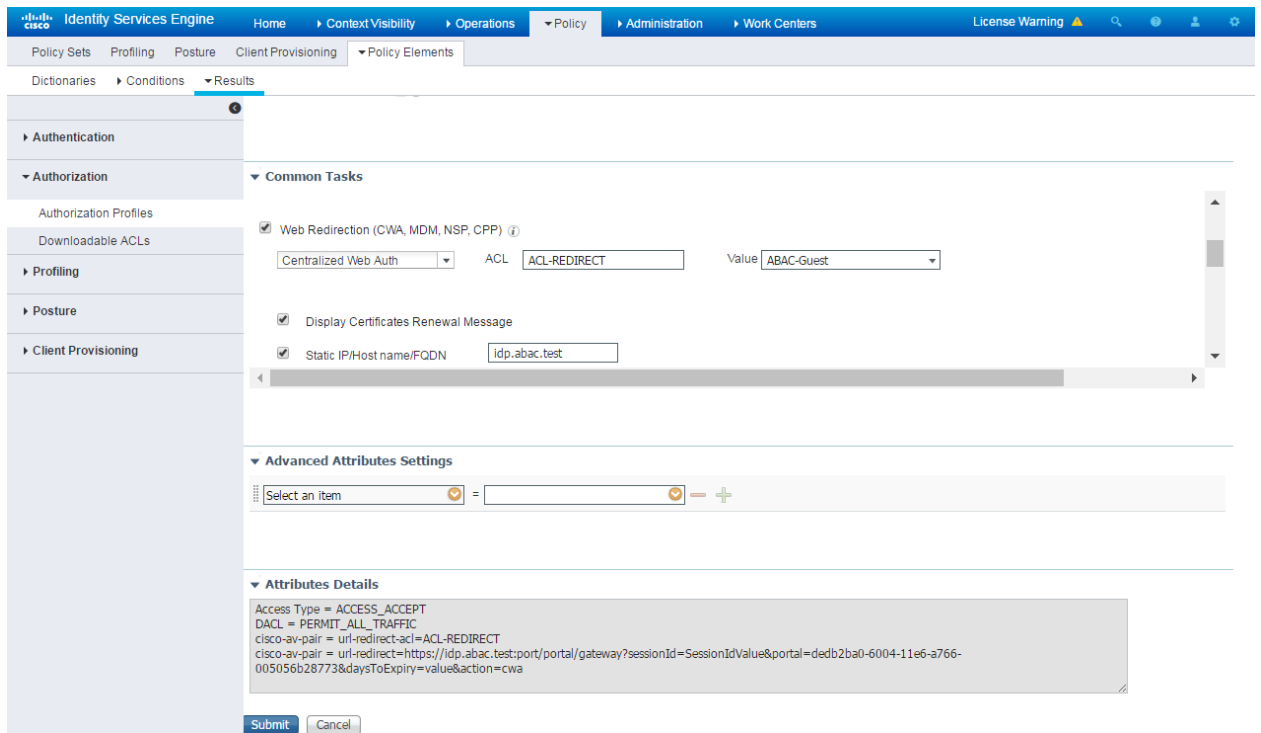 cisco Identity Services Engine Home Context Visibility Operations Policy Administration Work Centers License Warning
Policy Sets Profiling Posture Client Provisioning Policy Elements
Dictionaries Conditions Results
Authentication
Authorization
Authorization Profiles
Downloadable ACLs
Profiling
Posture
Client Provisioning
Common Tasks
Web Redirection (CWA, MDM, NSP, CPP) i
Centralized Web Auth ACL ACL-REDIRECT Value ABAC-Guest
Display Certificates Renewal Message
Static IP/Host name/FQDN idp.abac.test
Advanced Attributes Settings
Select an item =
Attributes Details
Access Type = ACCESS_ACCEPT
DACL = PERMIT_ALL_TRAFFIC
cisco-av-pair = url-redirect-acl=ACL-REDIRECT
cisco-av-pair = url-redirect=https://idp.abac.test:port/portal/gateway?sessionId=SessionIdValue&portal=dedb2ba0-6004-11e6-a766-
005056b28773&daysToExpiry=value&action=cwa
Submit Cancel